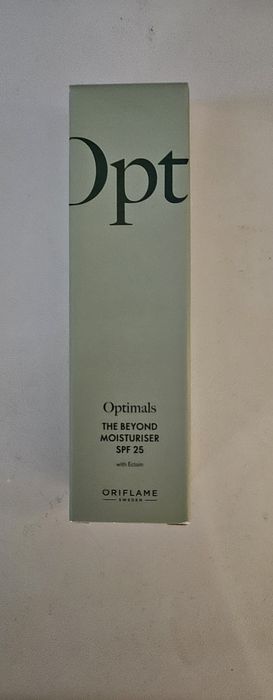 Opt
Optimals
THE BEYOND
MOISTURISER
SPF 25
with Ectoin
ORIFLAME
SWEDEN